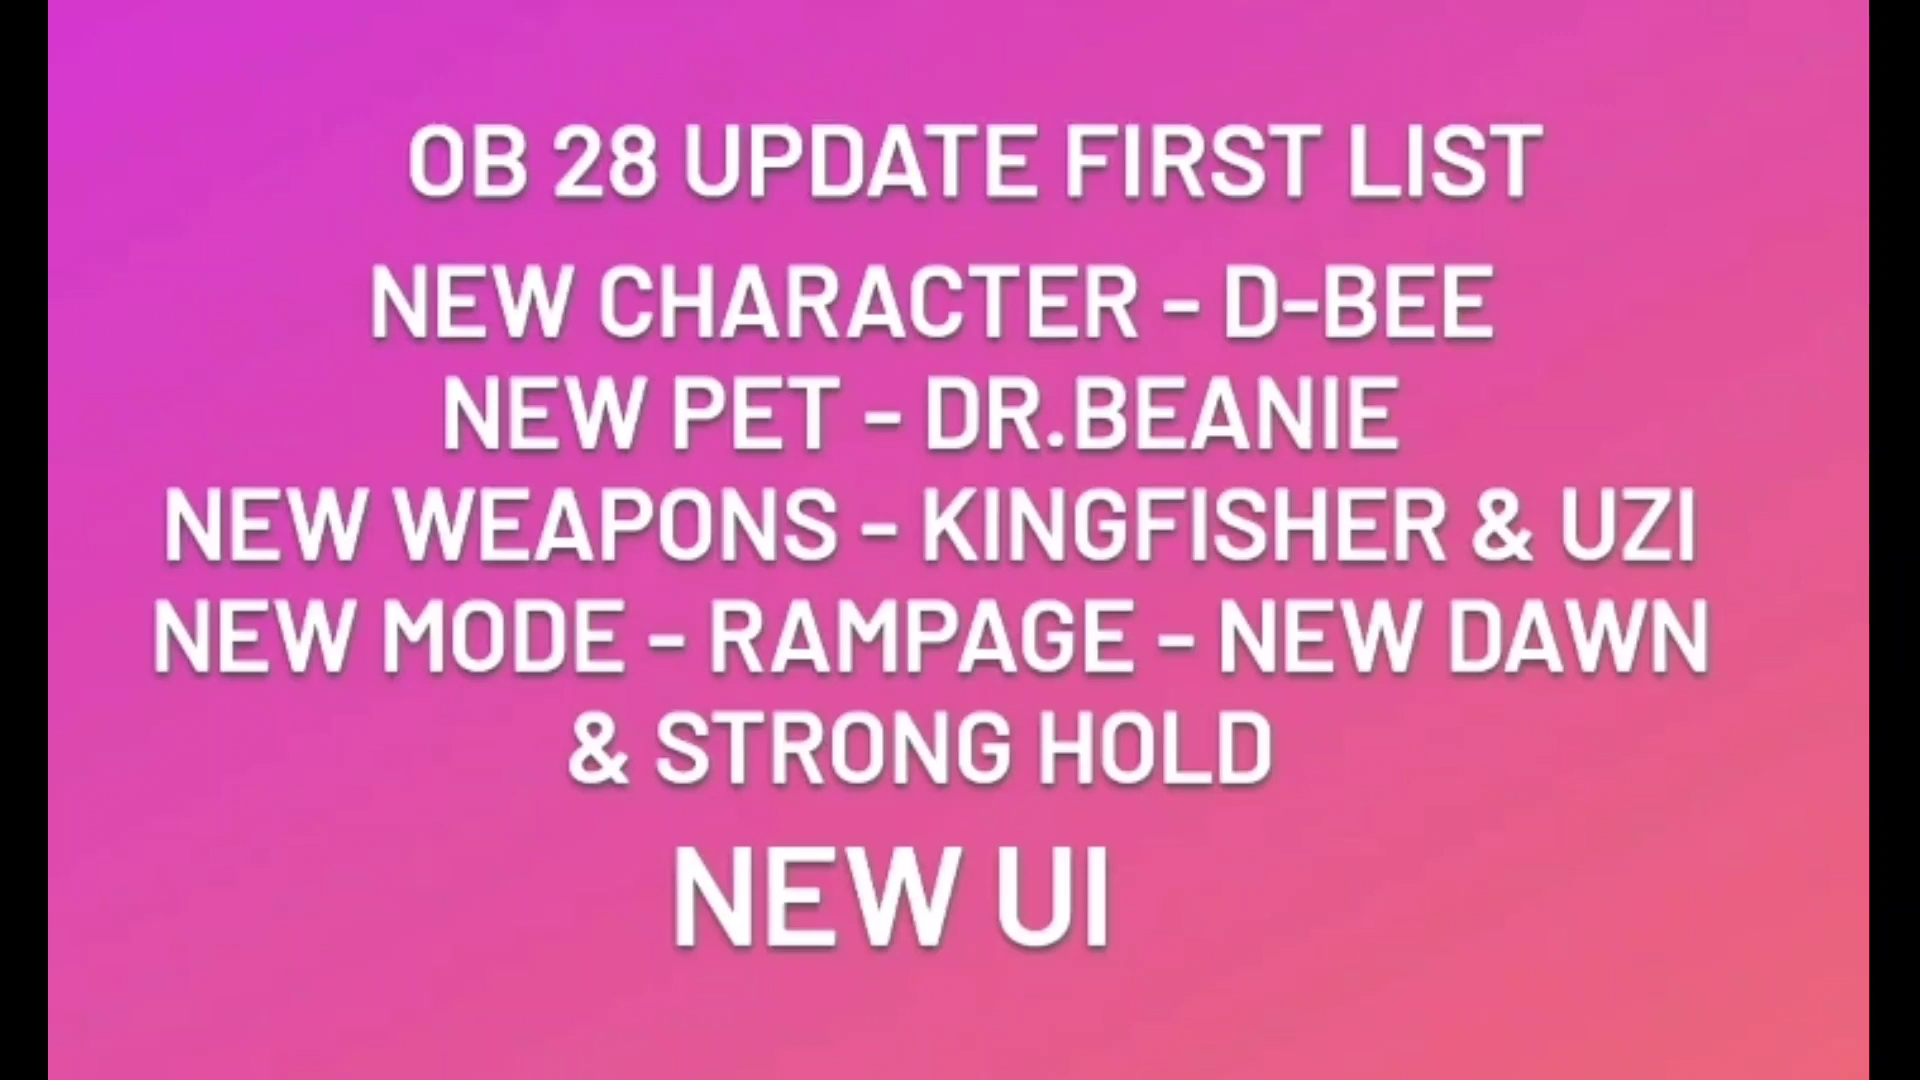 OB 28 UPDATE FIRST LIST
NEW CHARACTER - D-BEE
NEW PET - DR.BEANIE
NEW WEAPONS - KINGFISHER & UZI
NEW MODE - RAMPAGE - NEW DAWN
& STRONG HOLD
NEW UI